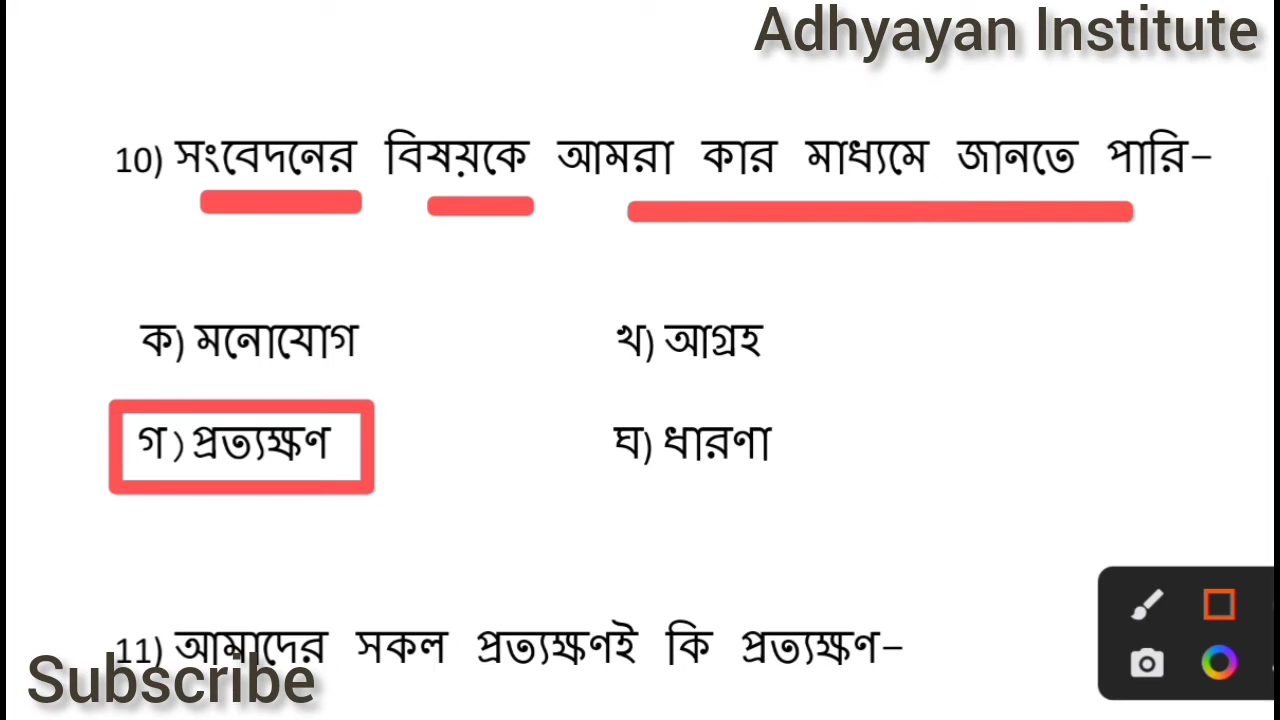 Adhyayan Institute
10) সংবেদনের বিষয়কে আমরা কার মাধ্যমে জানতে পারি–
ক) মনোযোগ খ) আগ্রহ
গ) প্রত্যক্ষণ ঘ) ধারণা
11) আমাদের সকল প্রত্যক্ষণই কি প্রত্যক্ষণ–
Subscribe